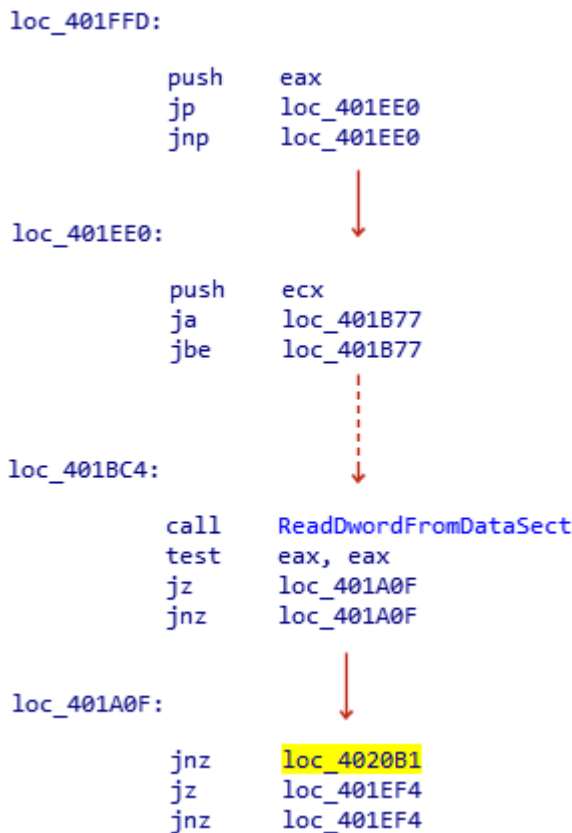 loc_401FFD:
push eax
jp loc_401EE0
jnp loc_401EE0
loc_401EE0:
push ecx
ja loc_401B77
jbe loc_401B77
loc_401BC4:
call ReadDwordFromDataSect
test eax, eax
jz loc_401A0F
jnz loc_401A0F
loc_401A0F:
jnz loc_4020B1
jz loc_401EF4
jnz loc_401EF4